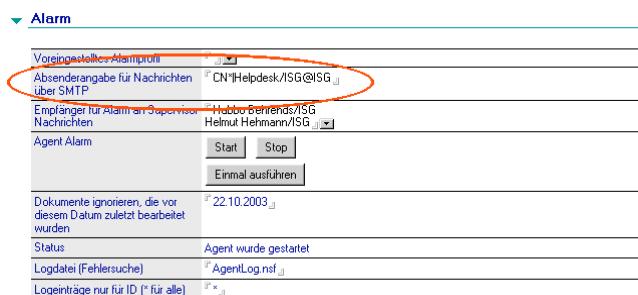 Alarm
Voreingestelltes Alarmprofil
Absenderangabe für Nachrichten über SMTP
CN*|Helpdesk/ISG@ISG
Empfänger für Alarm an Supervisor Nachrichten
Hubbo Behrends/ISG
Helmut Hehmann/ISG
Agent Alarm
Start Stop
Einmal ausführen
Dokumente ignorieren, die vor diesem Datum zuletzt bearbeitet wurden
22.10.2003
Status
Agent wurde gestartet
Logdatei (Fehlersuche)
AgentLog.nsf
Logeinträge nur für ID (* für alle)
*